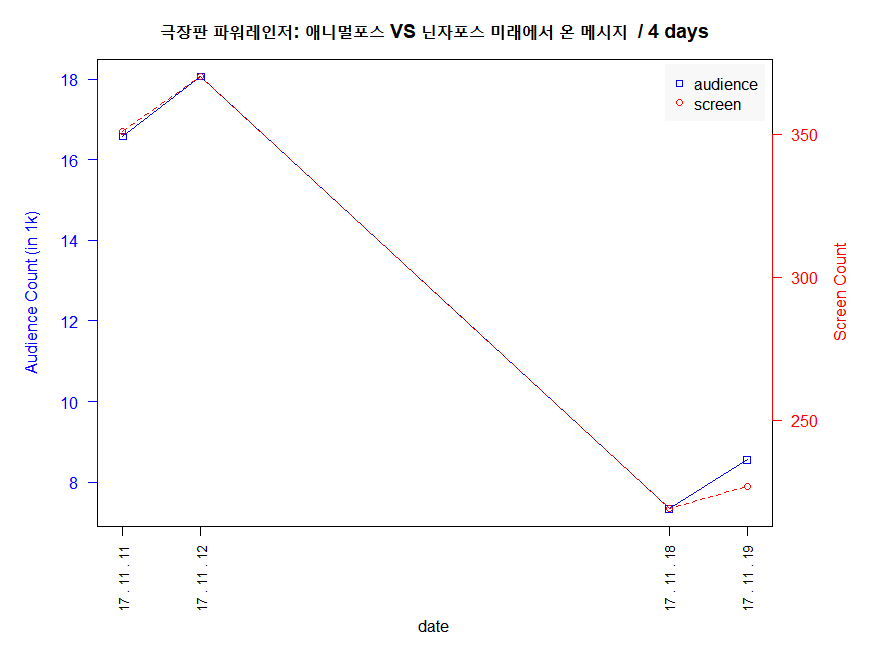 극장판 파워레인저: 애니멀포스 VS 닌자포스 미래에서 온 메시지 / 4 days
audience
screen
18
16
14
12
10
8
Audience Count (in 1k)
350
300
250
Screen Count
17 . 11 . 11
17 . 11 . 12
17 . 11 . 18
17 . 11 . 19
date